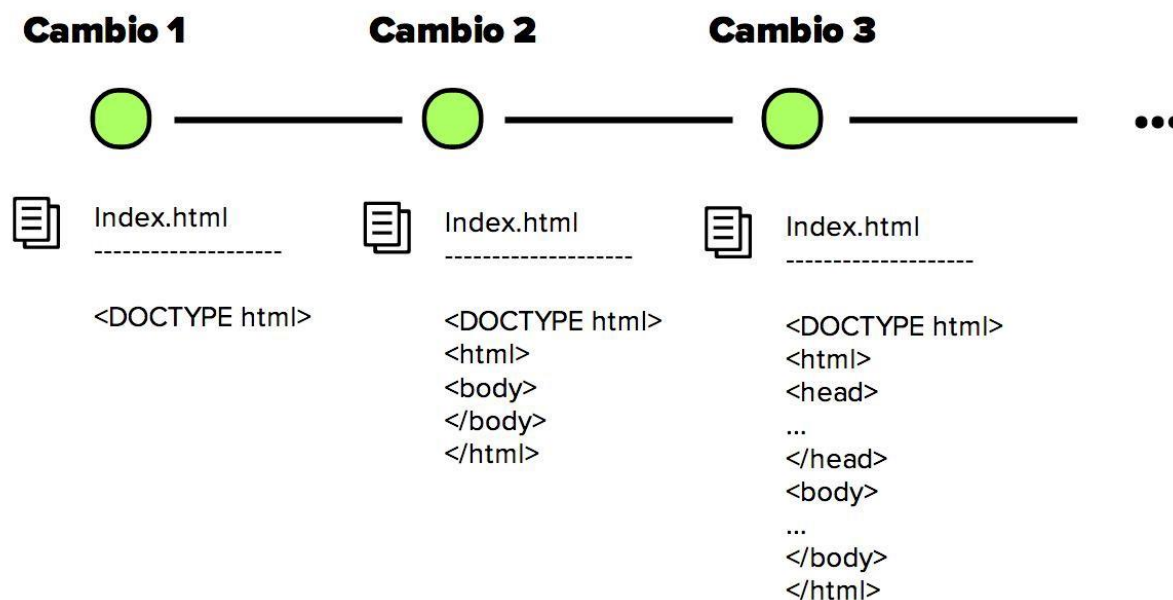 Cambio 1
Cambio 2
Cambio 3
...
Index.html
--------------------
<DOCTYPE html>
Index.html
--------------------
<DOCTYPE html>
<html>
<body>
</body>
</html>
Index.html
--------------------
<DOCTYPE html>
<html>
<head>
...
</head>
<body>
...
</body>
</html>